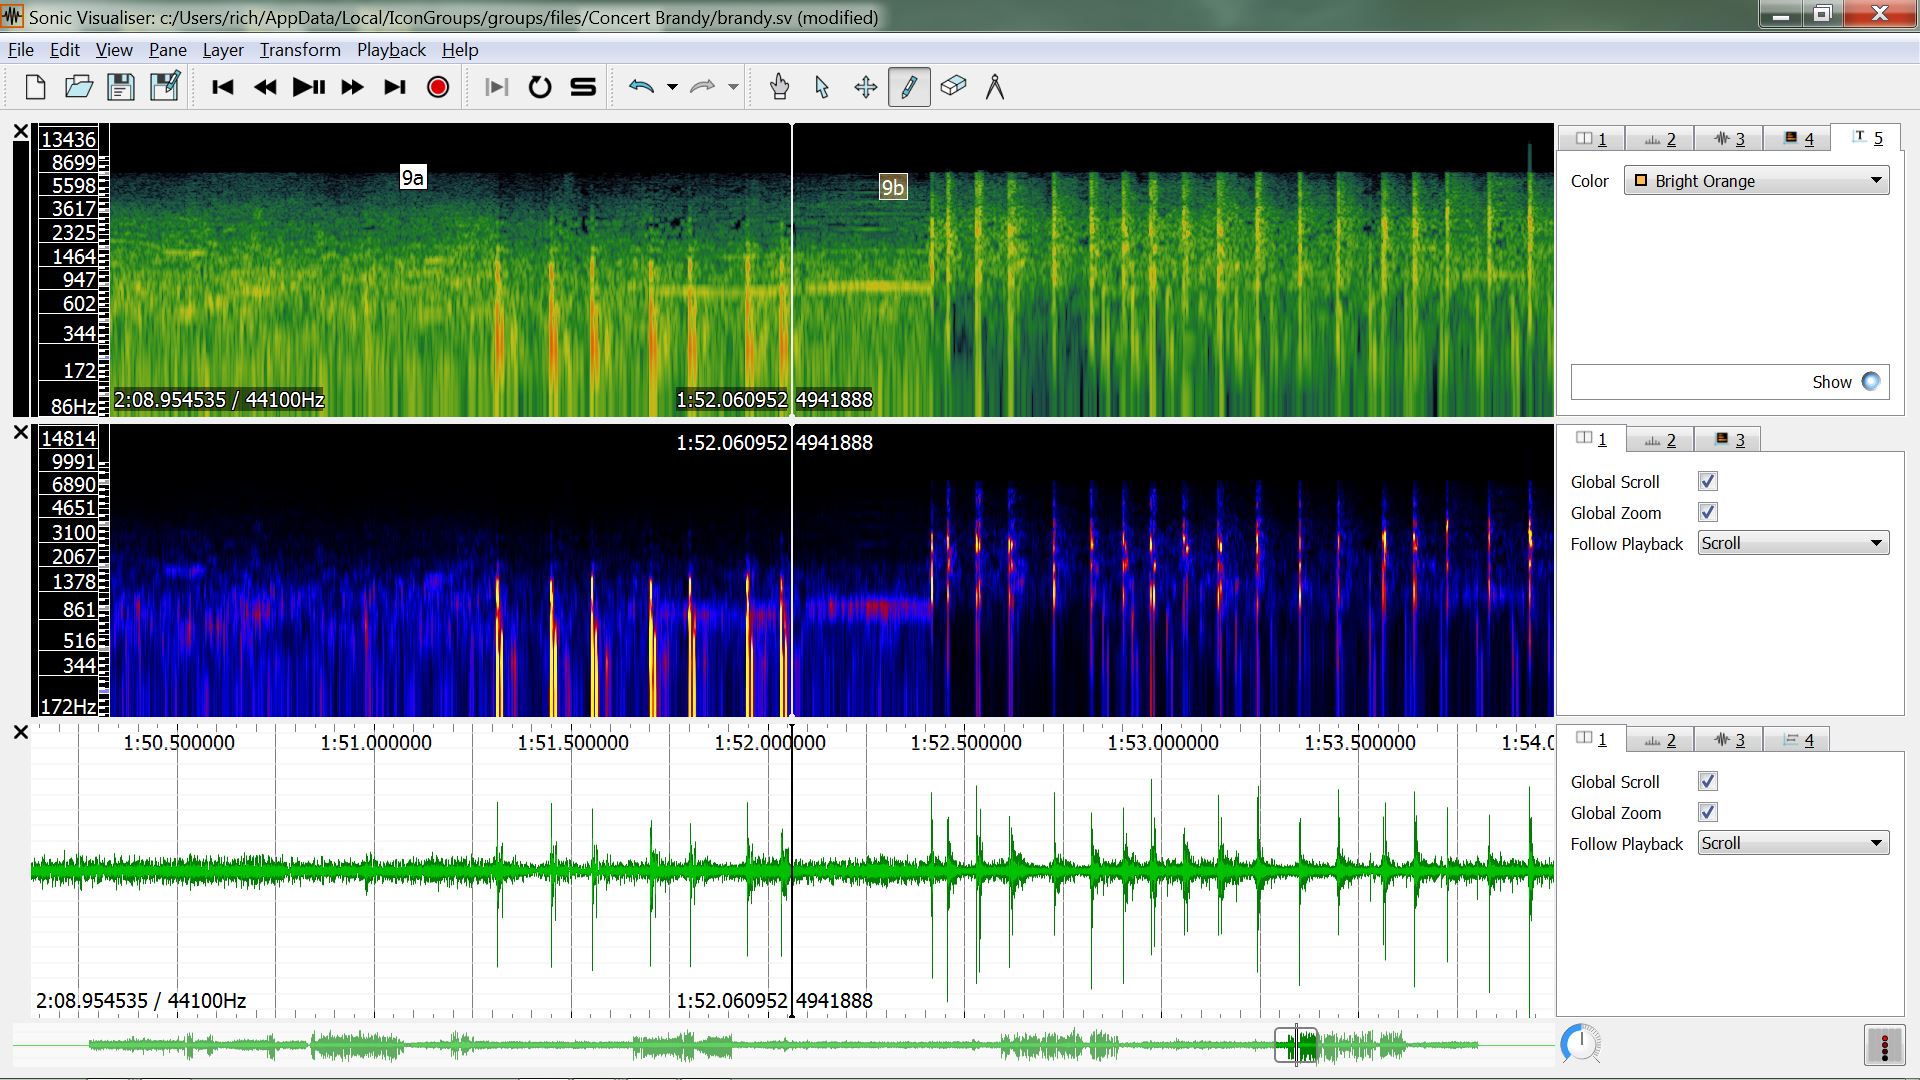 Sonic Visualiser: c:/Users/rich/AppData/Local/IconGroups/groups/files/Concert Brandy/brandy.sv (modified)
File Edit View Pane Layer Transform Playback Help
13436
8699
5598
3617
2325
1464
947
602
344
172
86Hz
9a
9b
2:08.954535 / 44100Hz
1:52.060952 4941888
1 2 3 4 T 5
Color Bright Orange
Show
14814
9991
6890
4651
3100
2067
1378
861
516
344
172Hz
1:52.060952 4941888
1 2 3
Global Scroll
Global Zoom
Follow Playback Scroll
1:50.500000 1:51.000000 1:51.500000 1:52.000000 1:52.500000 1:53.000000 1:53.500000 1:54.0
2:08.954535 / 44100Hz
1:52.060952 4941888
1 2 3 4
Global Scroll
Global Zoom
Follow Playback Scroll